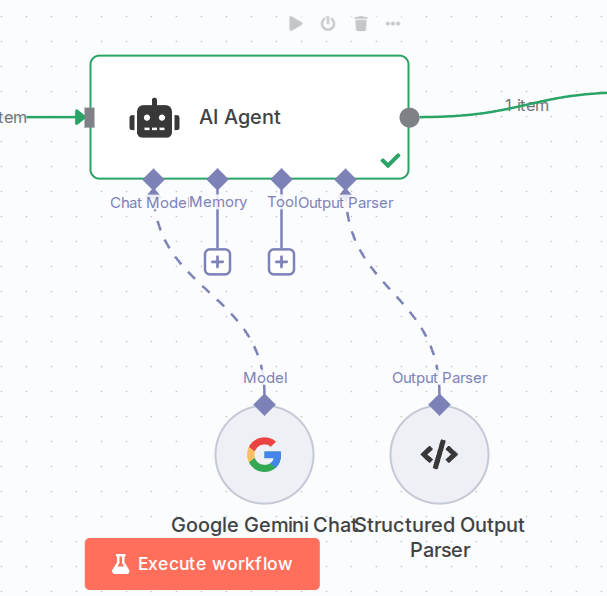 tem
AI Agent
1 item
Chat Model
Memory
Tool
Output Parser
Model
Output Parser
Google Gemini Chat
Structured Output
Parser
Execute workflow